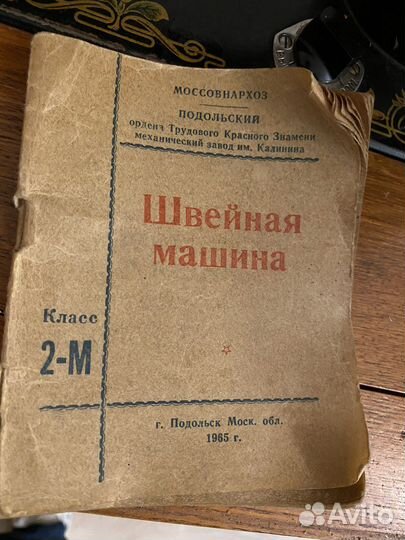 МОССОВНАРХОЗ
ПОДОЛЬСКИЙ
ордена Трудового Красного Знамени
механический завод им. Калинина
Швейная
машина
Класс
2-М
г. Подольск Моск. обл.
1965 г.
Avito